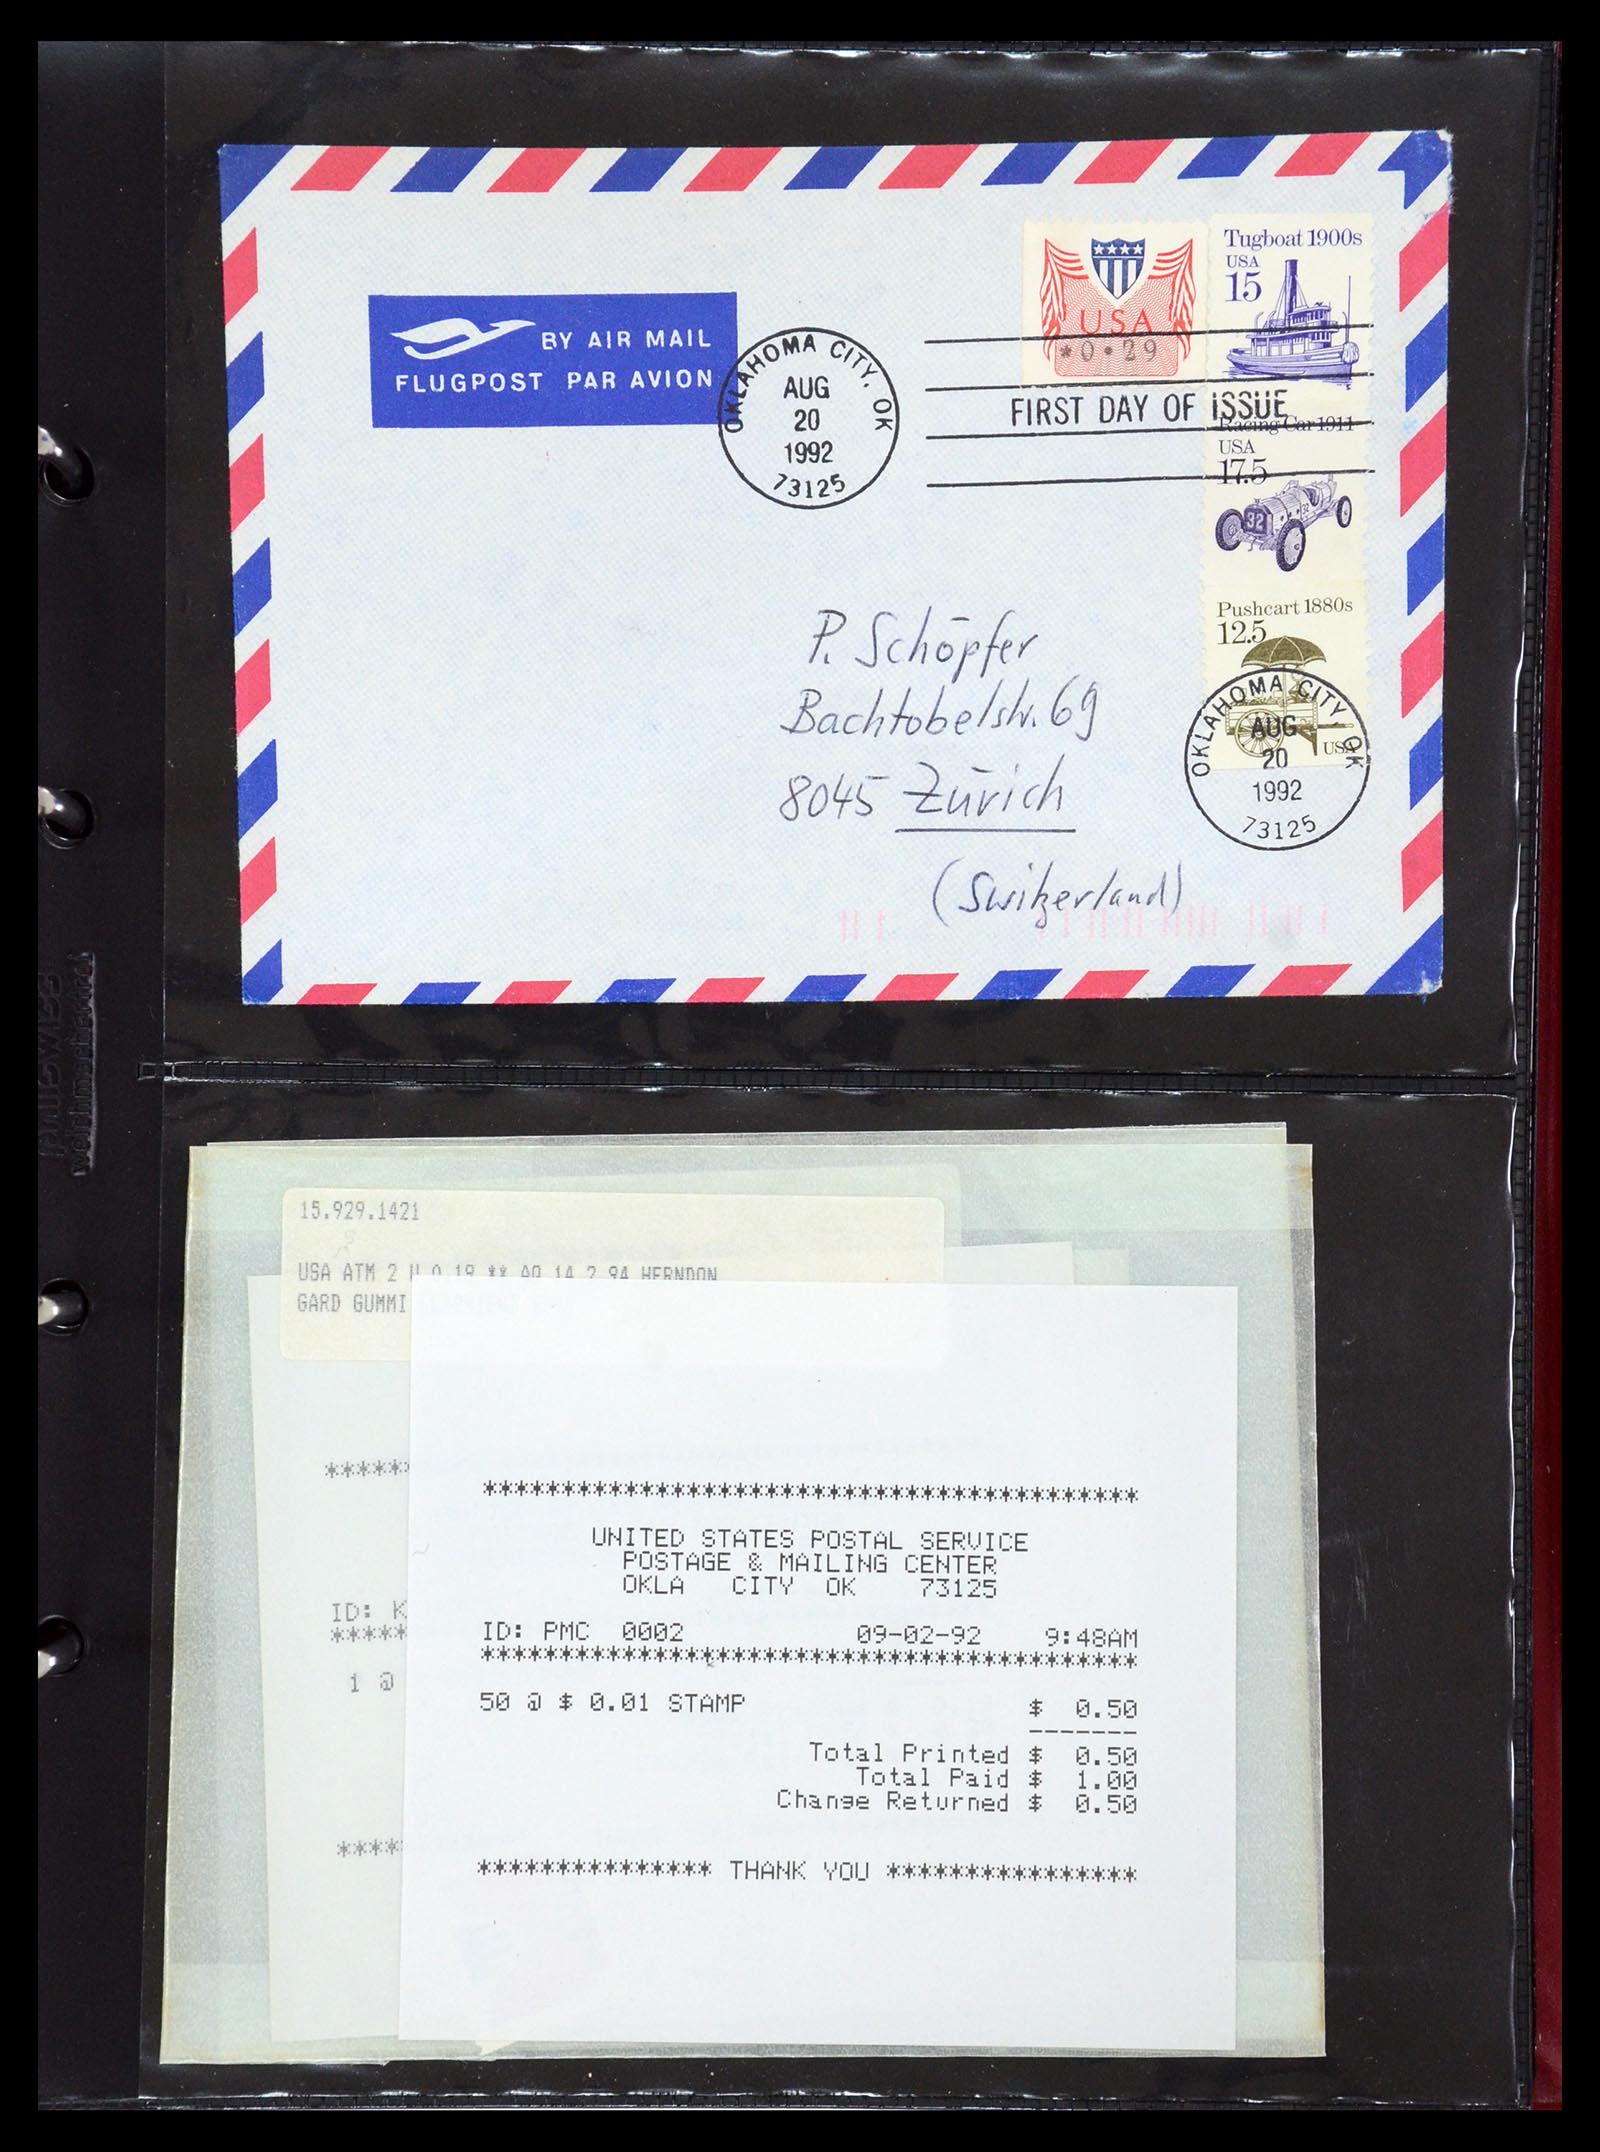 BY AIR MAIL
FLUGPOST PAR AVION
OKLAHOMA CITY, OK
AUG
20
1992
73125
USA
*0•29
FIRST DAY OF ISSUE
Tugboat 1900s
USA
15
Racing Car 1911
USA
17.5
32
32
Pushcart 1880s
12.5
USA
OKLAHOMA CITY, OK
AUG
20
1992
73125
P. Schöpfer
Bachtobelstr. 69
8045 Zürich
(Switzerland)
15.929.1421
USA ATM 2 U 0.19 ** AQ 14.2.94 HERNDON
GARD GUMMI
******
ID: K
*****
1 @
****
******************************************
UNITED STATES POSTAL SERVICE
POSTAGE & MAILING CENTER
OKLA CITY OK 73125
ID: PMC 0002 09-02-92 9:48AM
******************************************
50 @ $ 0.01 STAMP $ 0.50
-------
Total Printed $ 0.50
Total Paid $ 1.00
Change Returned $ 0.50
*************** THANK YOU ****************